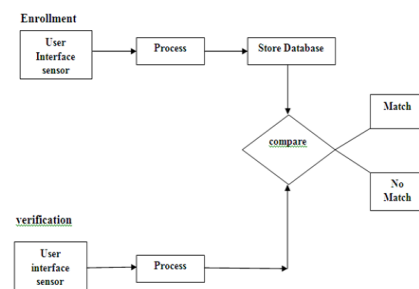 Enrollment
User
Interface
sensor
Process
Store Database
Match
compare
No
Match
verification
User
interface
sensor
Process